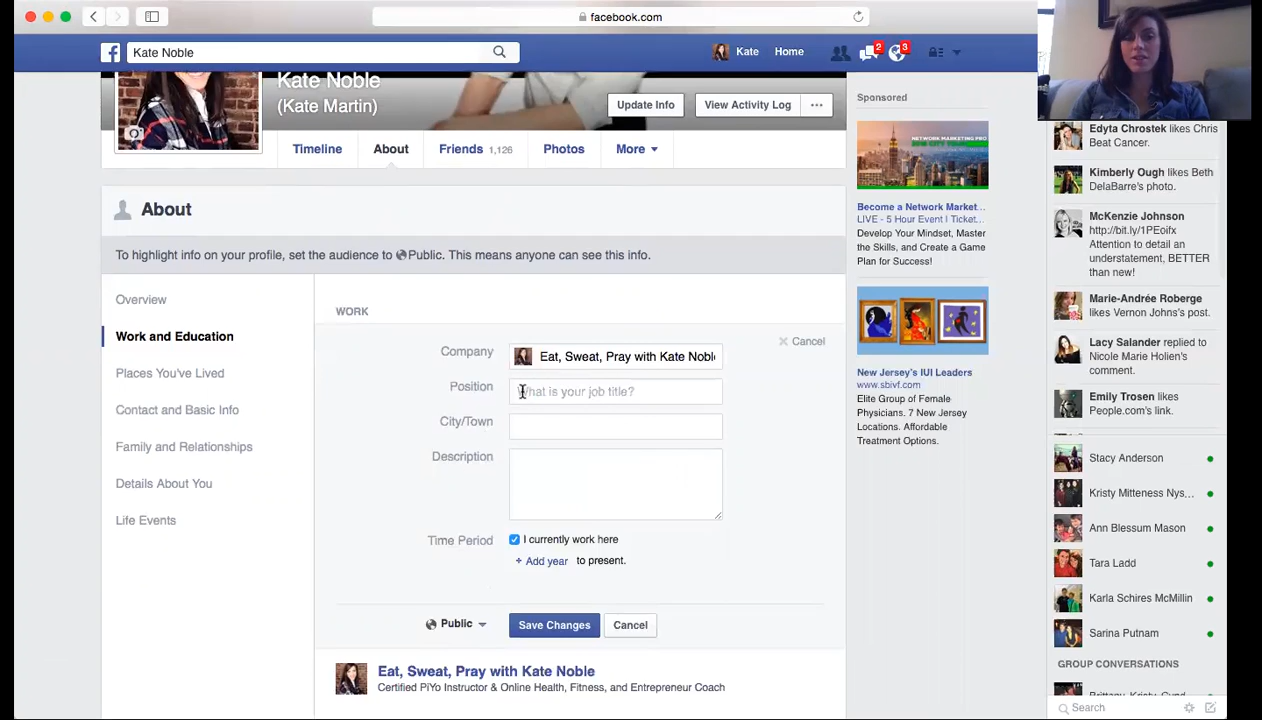 facebook.com
Kate Noble
Kate
Home
2
3
Kate Noble
(Kate Martin)
Update Info
View Activity Log
Timeline
About
Friends 1,126
Photos
More
About
To highlight info on your profile, set the audience to Public. This means anyone can see this info.
Overview
Work and Education
Places You've Lived
Contact and Basic Info
Family and Relationships
Details About You
Life Events
WORK
Cancel
Company
Eat, Sweat, Pray with Kate Noble
Position
What is your job title?
City/Town
Description
Time Period
I currently work here
+ Add year to present.
Public
Save Changes
Cancel
Eat, Sweat, Pray with Kate Noble
Certified PiYo Instructor & Online Health, Fitness, and Entrepreneur Coach
Sponsored
NETWORK MARKETING PRO
Become a Network Market...
LIVE - 5 Hour Event I Ticket...
Develop Your Mindset, Master
the Skills, and Create a Game
Plan for Success!
New Jersey's IUI Leaders
www.sbivf.com
Elite Group of Female
Physicians. 7 New Jersey
Locations. Affordable
Treatment Options.
Edyta Chrostek likes Chris
Beat Cancer.
Kimberly Ough likes Beth
DelaBarre's photo.
McKenzie Johnson
http://bit.ly/1PEoifx
Attention to detail an
understatement, BETTER
than new!
Marie-Andrée Roberge
likes Vernon Johns's post.
Lacy Salander replied to
Nicole Marie Holien's
comment.
Emily Trosen likes
People.com's link.
Stacy Anderson
Kristy Mitteness Nys...
Ann Blessum Mason
Tara Ladd
Karla Schires McMillin
Sarina Putnam
GROUP CONVERSATIONS
Search